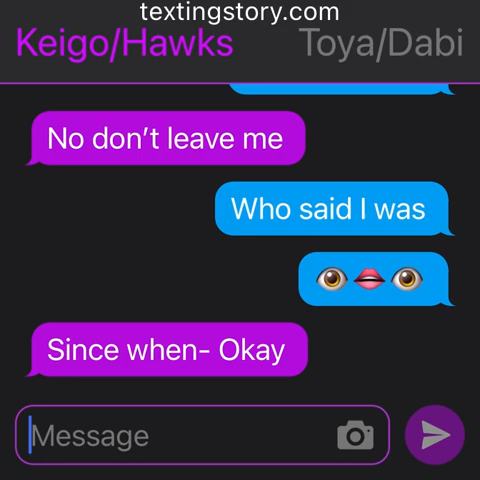 textingstory.com
Keigo/Hawks Toya/Dabi
No don’t leave me
Who said I was
👁👄👁
Since when- Okay
Message